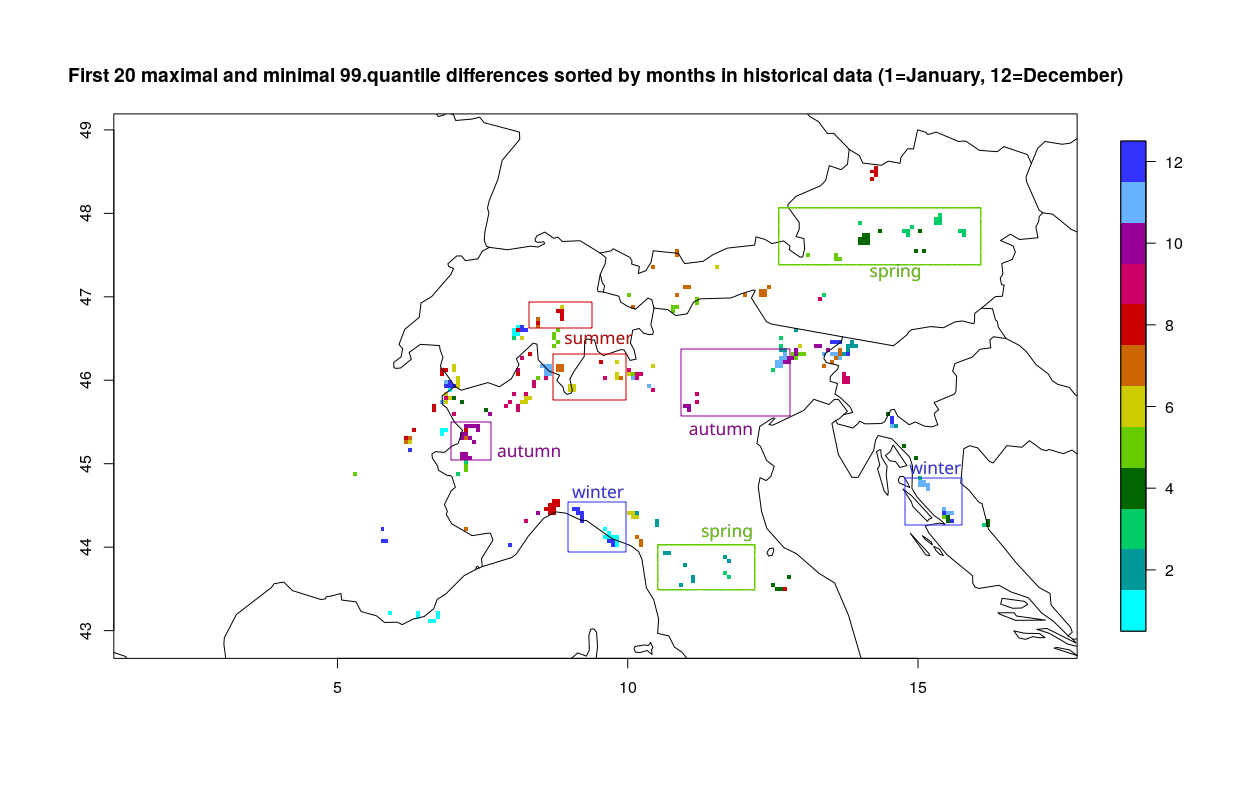 First 20 maximal and minimal 99.quantile differences sorted by months in historical data (1=January, 12=December)
49
48
47
46
45
44
43
5
10
15
12
10
8
6
4
2
spring
summer
autumn
autumn
winter
winter
spring